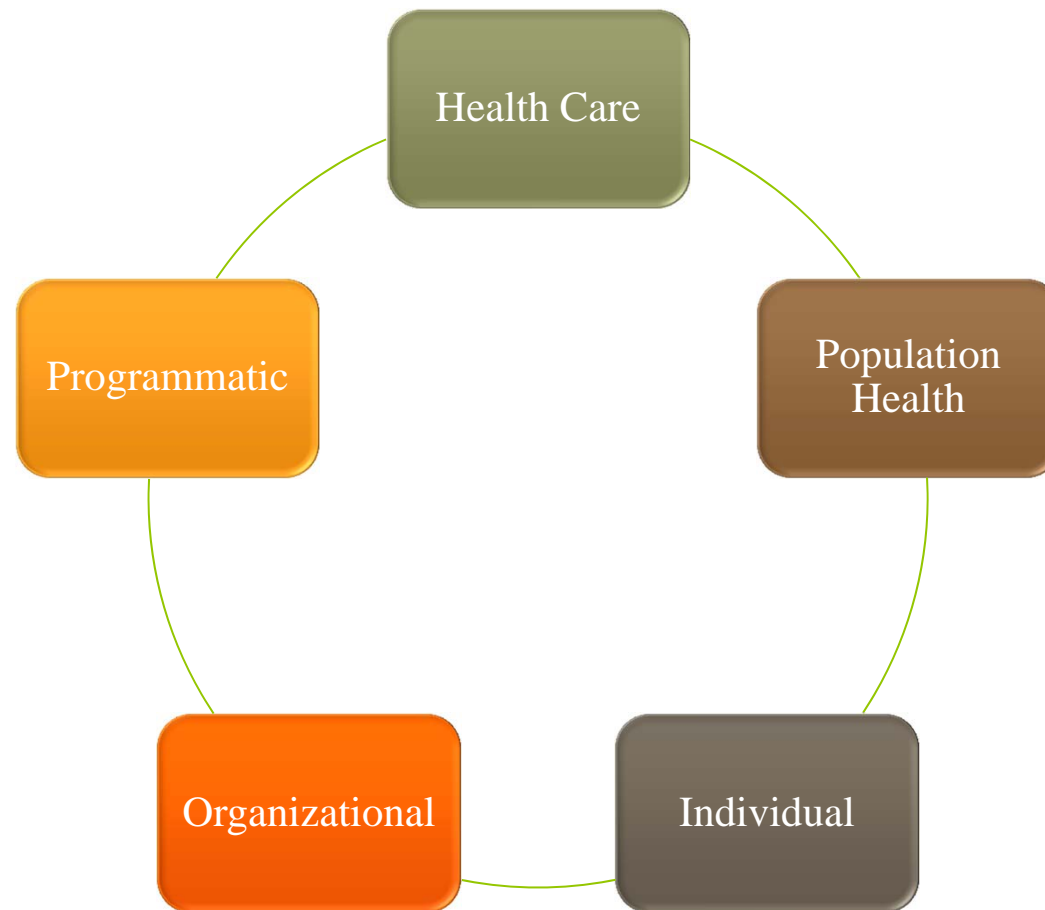 Health Care
Population
Health
Individual
Organizational
Programmatic